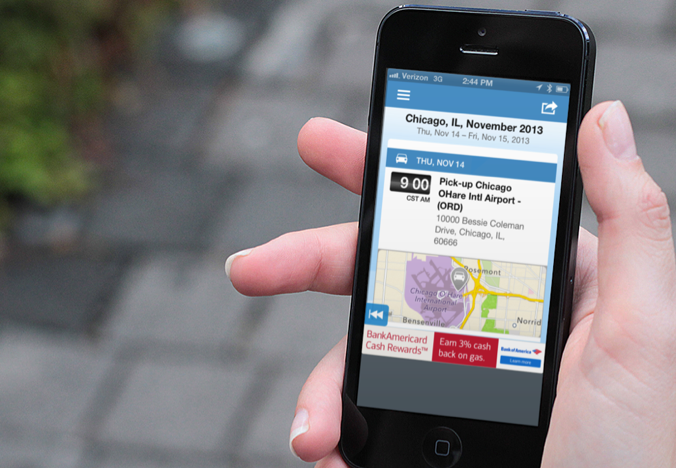 Verizon 3G 2:44 PM
Chicago, IL, November 2013
Thu, Nov 14 – Fri, Nov 15, 2013
THU, NOV 14
9 00
CST AM
Pick-up Chicago
OHare Intl Airport -
(ORD)
10000 Bessie Coleman
Drive, Chicago, IL,
60666
Rosemont
Chicago O'Hare
International
Airport
Bensenville
Norrid
BankAmericard
Cash Rewards™
Earn 3% cash
back on gas.
Bank of America
Learn more